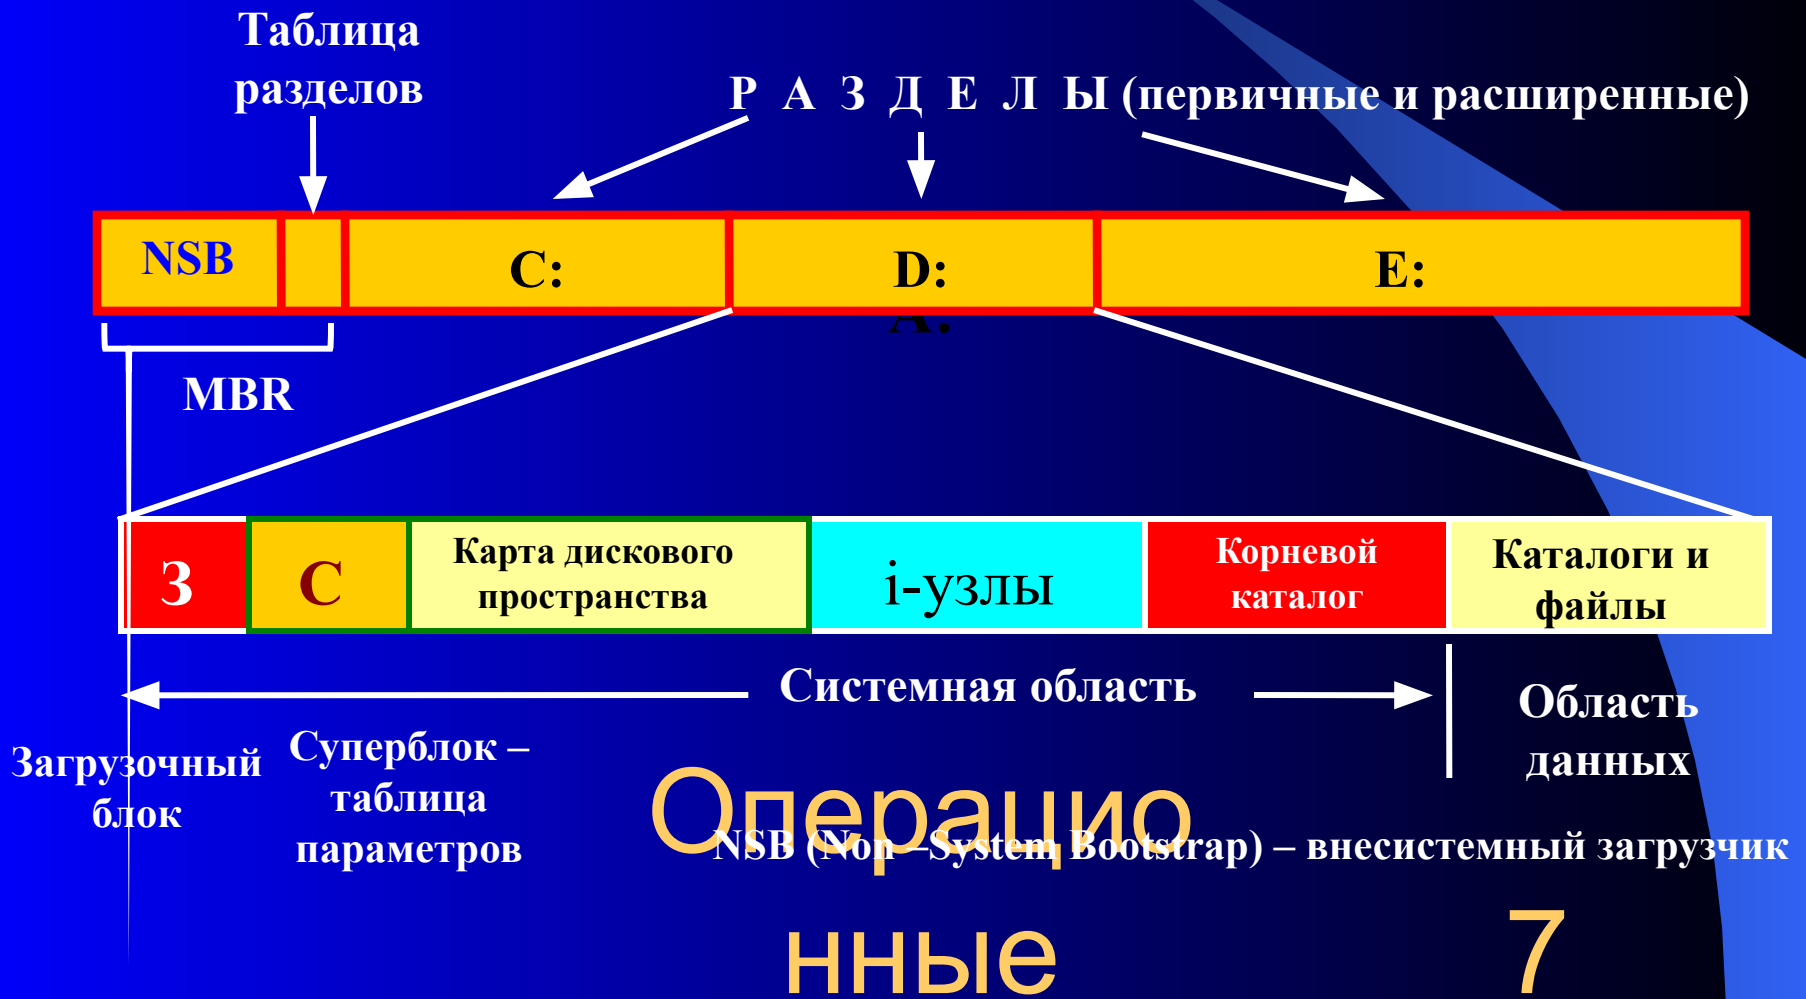 Таблица
разделов
Р А З Д Е Л Ы (первичные и расширенные)
NSB
C:
D:
E:
A:
MBR
З
С
Карта дискового
пространства
i-узлы
Корневой
каталог
Каталоги и
файлы
Системная область
Область
данных
Загрузочный
блок
Суперблок –
таблица
параметров
Операцио
нные
NSB (Non –System Bootstrap) – внесистемный загрузчик
7